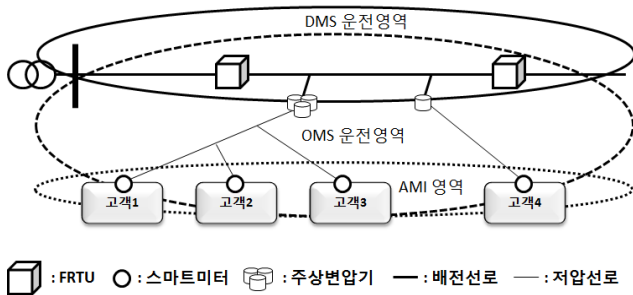 DMS 운전영역
OMS 운전영역
AMI 영역
고객1
고객2
고객3
고객4
: FRTU
: 스마트미터
: 주상변압기
: 배전선로
: 저압선로